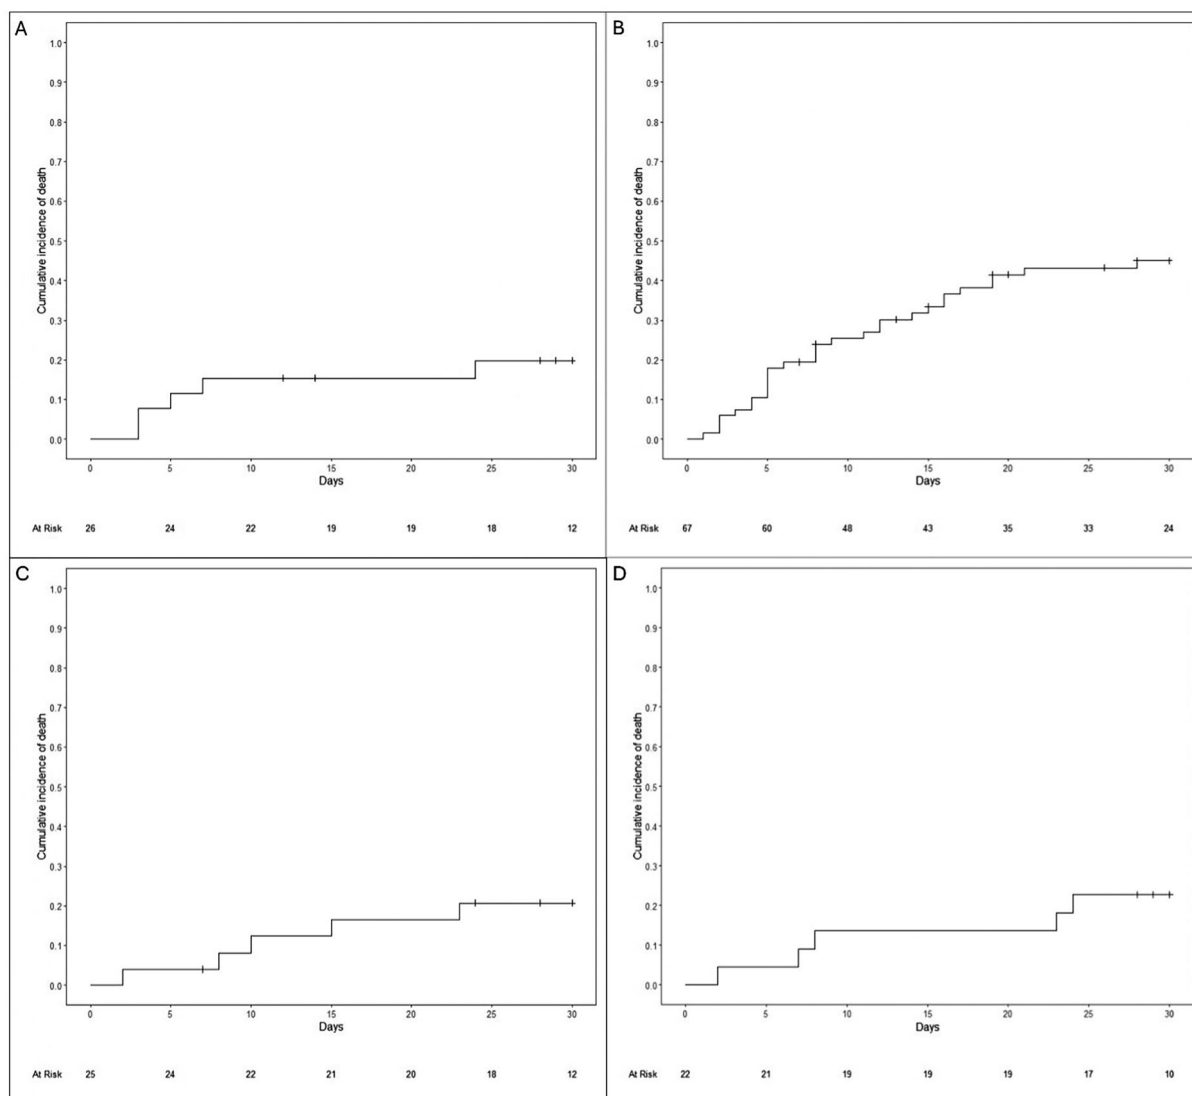 A
Cumulative incidence of death
1.0
0.9
0.8
0.7
0.6
0.5
0.4
0.3
0.2
0.1
0.0
0 5 10 15 20 25 30
Days
At Risk 26 24 22 19 19 18 12
B
Cumulative incidence of death
1.0
0.9
0.8
0.7
0.6
0.5
0.4
0.3
0.2
0.1
0.0
0 5 10 15 20 25 30
Days
At Risk 67 60 48 43 35 33 24
C
Cumulative incidence of death
1.0
0.9
0.8
0.7
0.6
0.5
0.4
0.3
0.2
0.1
0.0
0 5 10 15 20 25 30
Days
At Risk 25 24 22 21 20 18 12
D
Cumulative incidence of death
1.0
0.9
0.8
0.7
0.6
0.5
0.4
0.3
0.2
0.1
0.0
0 5 10 15 20 25 30
Days
At Risk 22 21 19 19 19 17 10